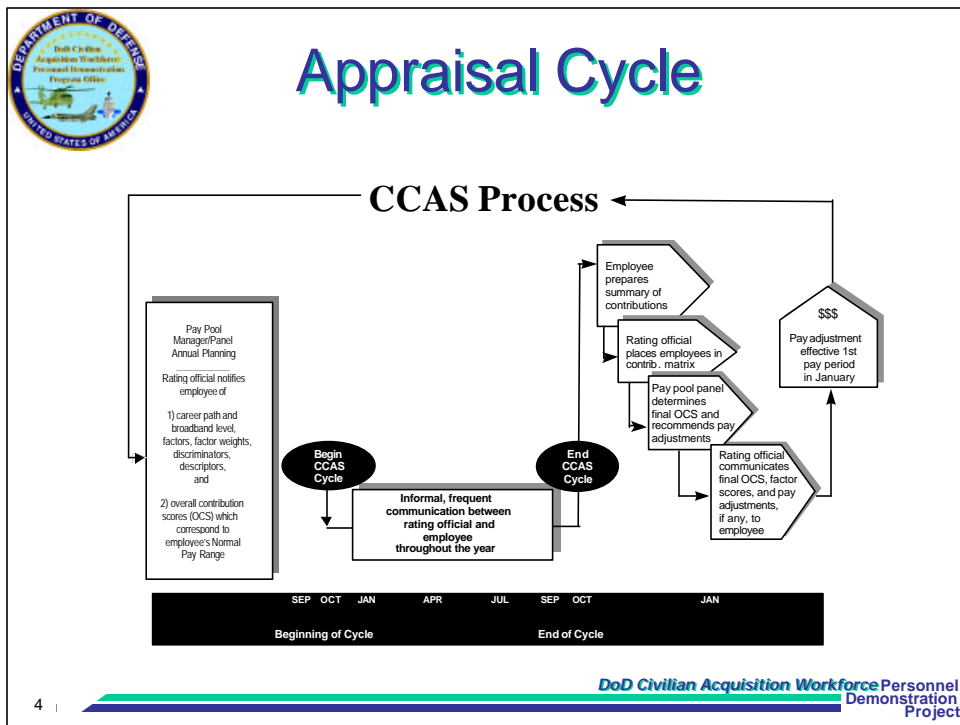 DEPARTMENT OF DEFENSE
DoD Civilian
Acquisition Workforce
Personnel Demonstration
Program Office
UNITED STATES OF AMERICA
Appraisal Cycle
CCAS Process
Pay Pool
Manager/Panel
Annual Planning
Rating official notifies
employee of
1) career path and
broadband level,
factors, factor weights,
discriminators,
descriptors,
and
2) overall contribution
scores (OCS) which
correspond to
employee's Normal
Pay Range
Begin
CCAS
Cycle
Informal, frequent
communication between
rating official and
employee
throughout the year
End
CCAS
Cycle
Employee
prepares
summary of
contributions
Rating official
places employees in
contrib. matrix
Pay pool panel
determines
final OCS and
recommends pay
adjustments
Rating official
communicates
final OCS, factor
scores, and pay
adjustments,
if any, to
employee
$$$
Pay adjustment
effective 1st
pay period
in January
SEP OCT JAN APR JUL SEP OCT JAN
Beginning of Cycle End of Cycle
DoD Civilian Acquisition Workforce Personnel
Demonstration
Project
4